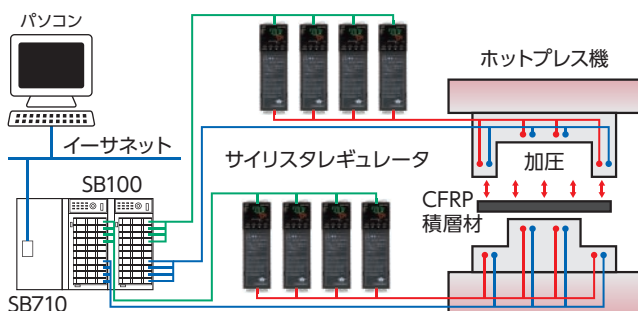 パソコン
ホットプレス機
イーサネット
サイリスタレギュレータ
加圧
SB100
CFRP
積層材
SB710